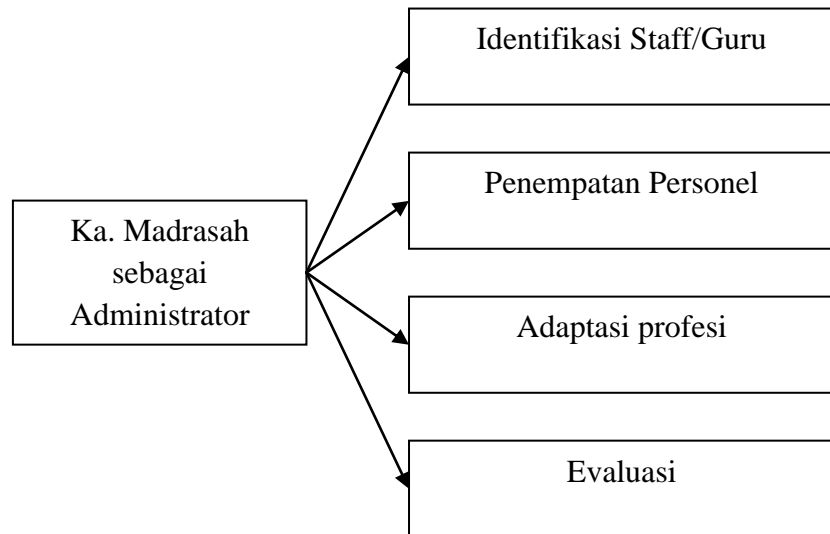 Identifikasi Staff/Guru
Penempatan Personel
Ka. Madrasah
sebagai
Administrator
Adaptasi profesi
Evaluasi